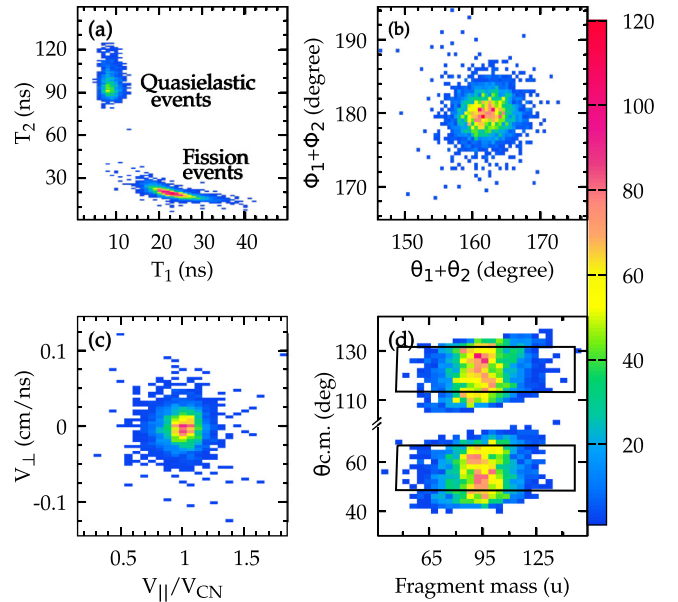 (a)
T2 (ns)
120
90
60
30
Quasielastic
events
Fission
events
10
20
30
40
T1 (ns)
(b)
Φ1+Φ2 (degree)
190
180
170
150
160
170
θ1+θ2 (degree)
120
100
80
60
40
20
(c)
V⊥ (cm/ns)
0.1
0
-0.1
0.5
1
1.5
V||/VCN
(d)
θc.m. (deg)
130
110
60
40
65
95
125
Fragment mass (u)